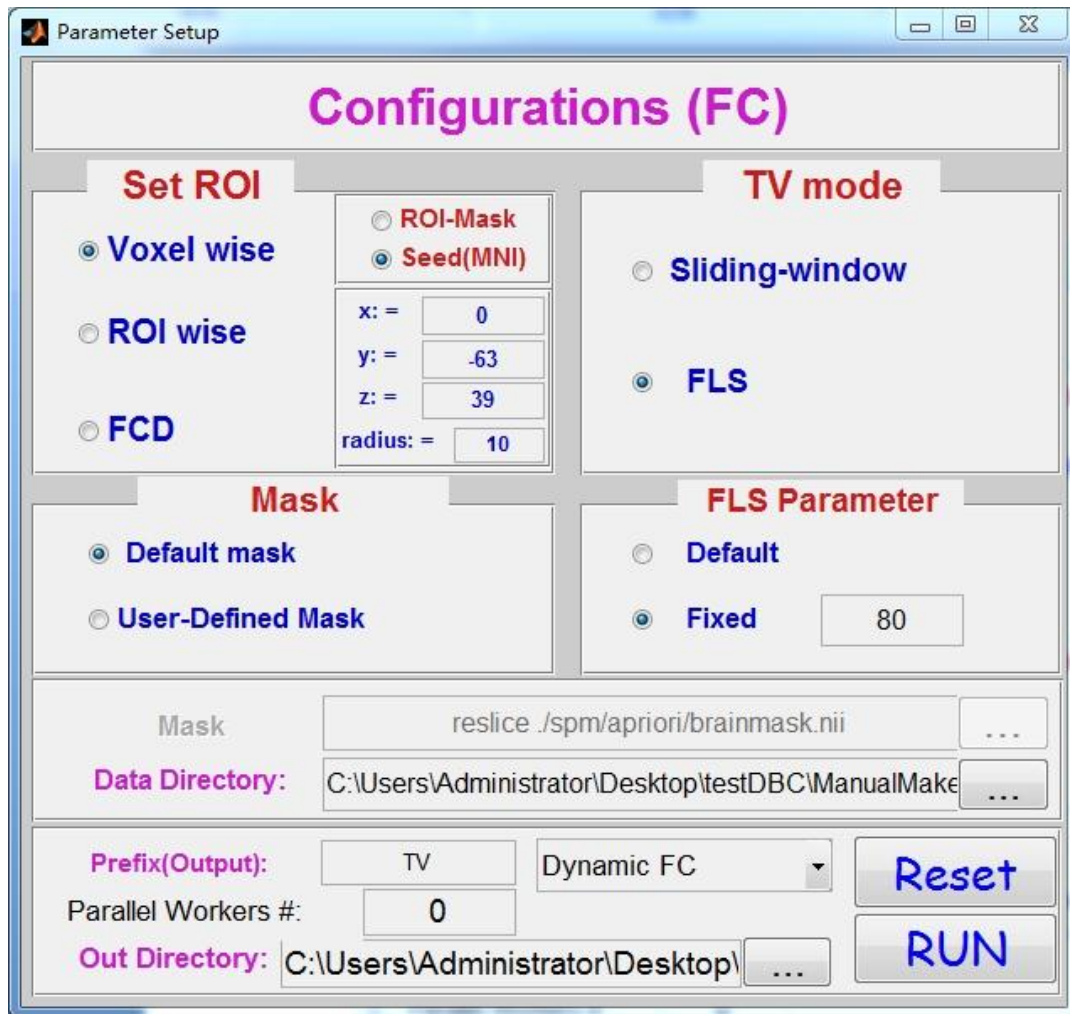 Parameter Setup
Configurations (FC)
Set ROI
Voxel wise
ROI wise
FCD
ROI-Mask
Seed(MNI)
x: = 0
y: = -63
z: = 39
radius: = 10
TV mode
Sliding-window
FLS
Mask
Default mask
User-Defined Mask
FLS Parameter
Default
Fixed 80
Mask reslice ./spm/apriori/brainmask.nii ...
Data Directory: C:\Users\Administrator\Desktop\testDBC\ManualMake ...
Prefix(Output): TV Dynamic FC
Parallel Workers #: 0
Out Directory: C:\Users\Administrator\Desktop\ ...
Reset
RUN